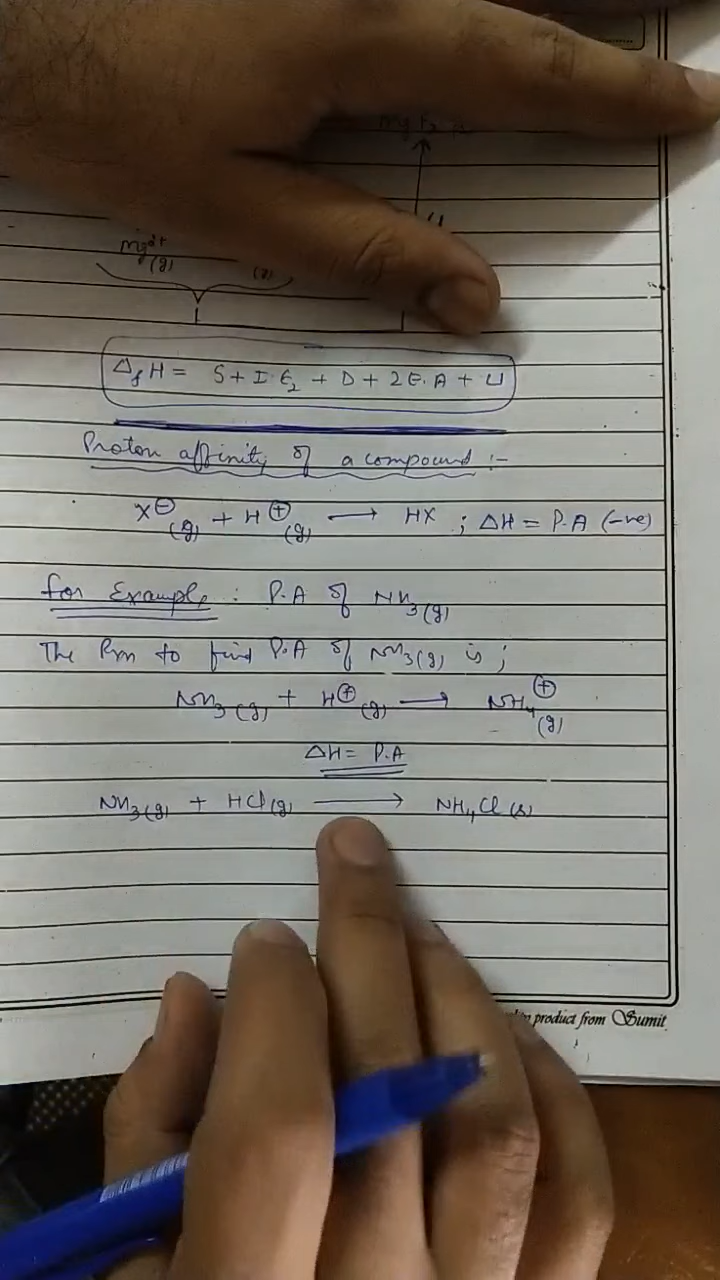 Mg²⁺
(g) (g)
ΔfH = S + I.E₂ + D + 2E.A + U
Proton affinity of a compound :-
X⊖(g) + H⊕(g) ⟶ HX ; ΔH = P.A (-ve)
for Example : P.A of NH₃(g)
The Rxn to find P.A of NH₃(g) is ;
NH₃(g) + H⊕(g) ⟶ NH₄⊕(g)
ΔH = P.A
NH₃(g) + HCl(g) ⟶ NH₄Cl(s)
product from Sumit